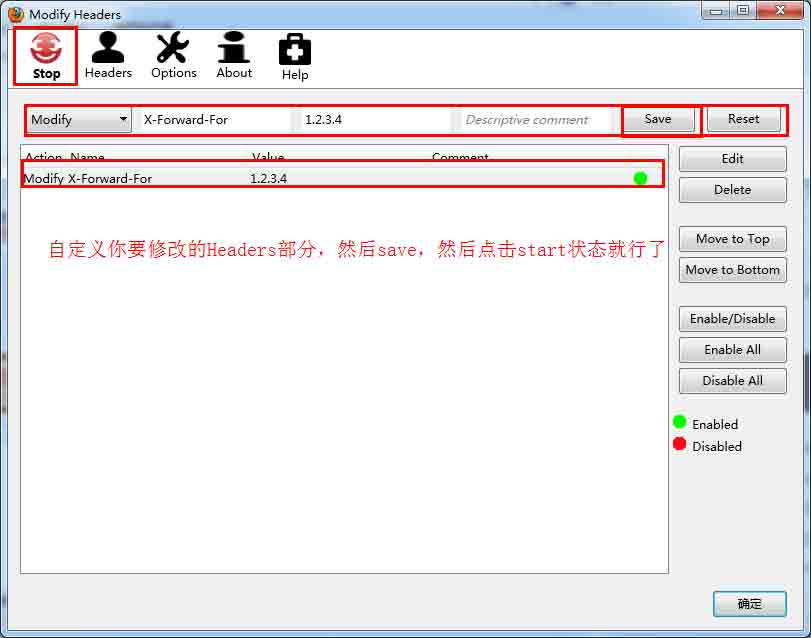 Modify Headers
Stop Headers Options About Help
Modify X-Forward-For 1.2.3.4 Descriptive comment Save Reset
Action Name Value Comment
Modify X-Forward-For 1.2.3.4
Edit
Delete
自定义你要修改的Headers部分，然后save，然后点击start状态就行了
Move to Top
Move to Bottom
Enable/Disable
Enable All
Disable All
Enabled
Disabled
确定